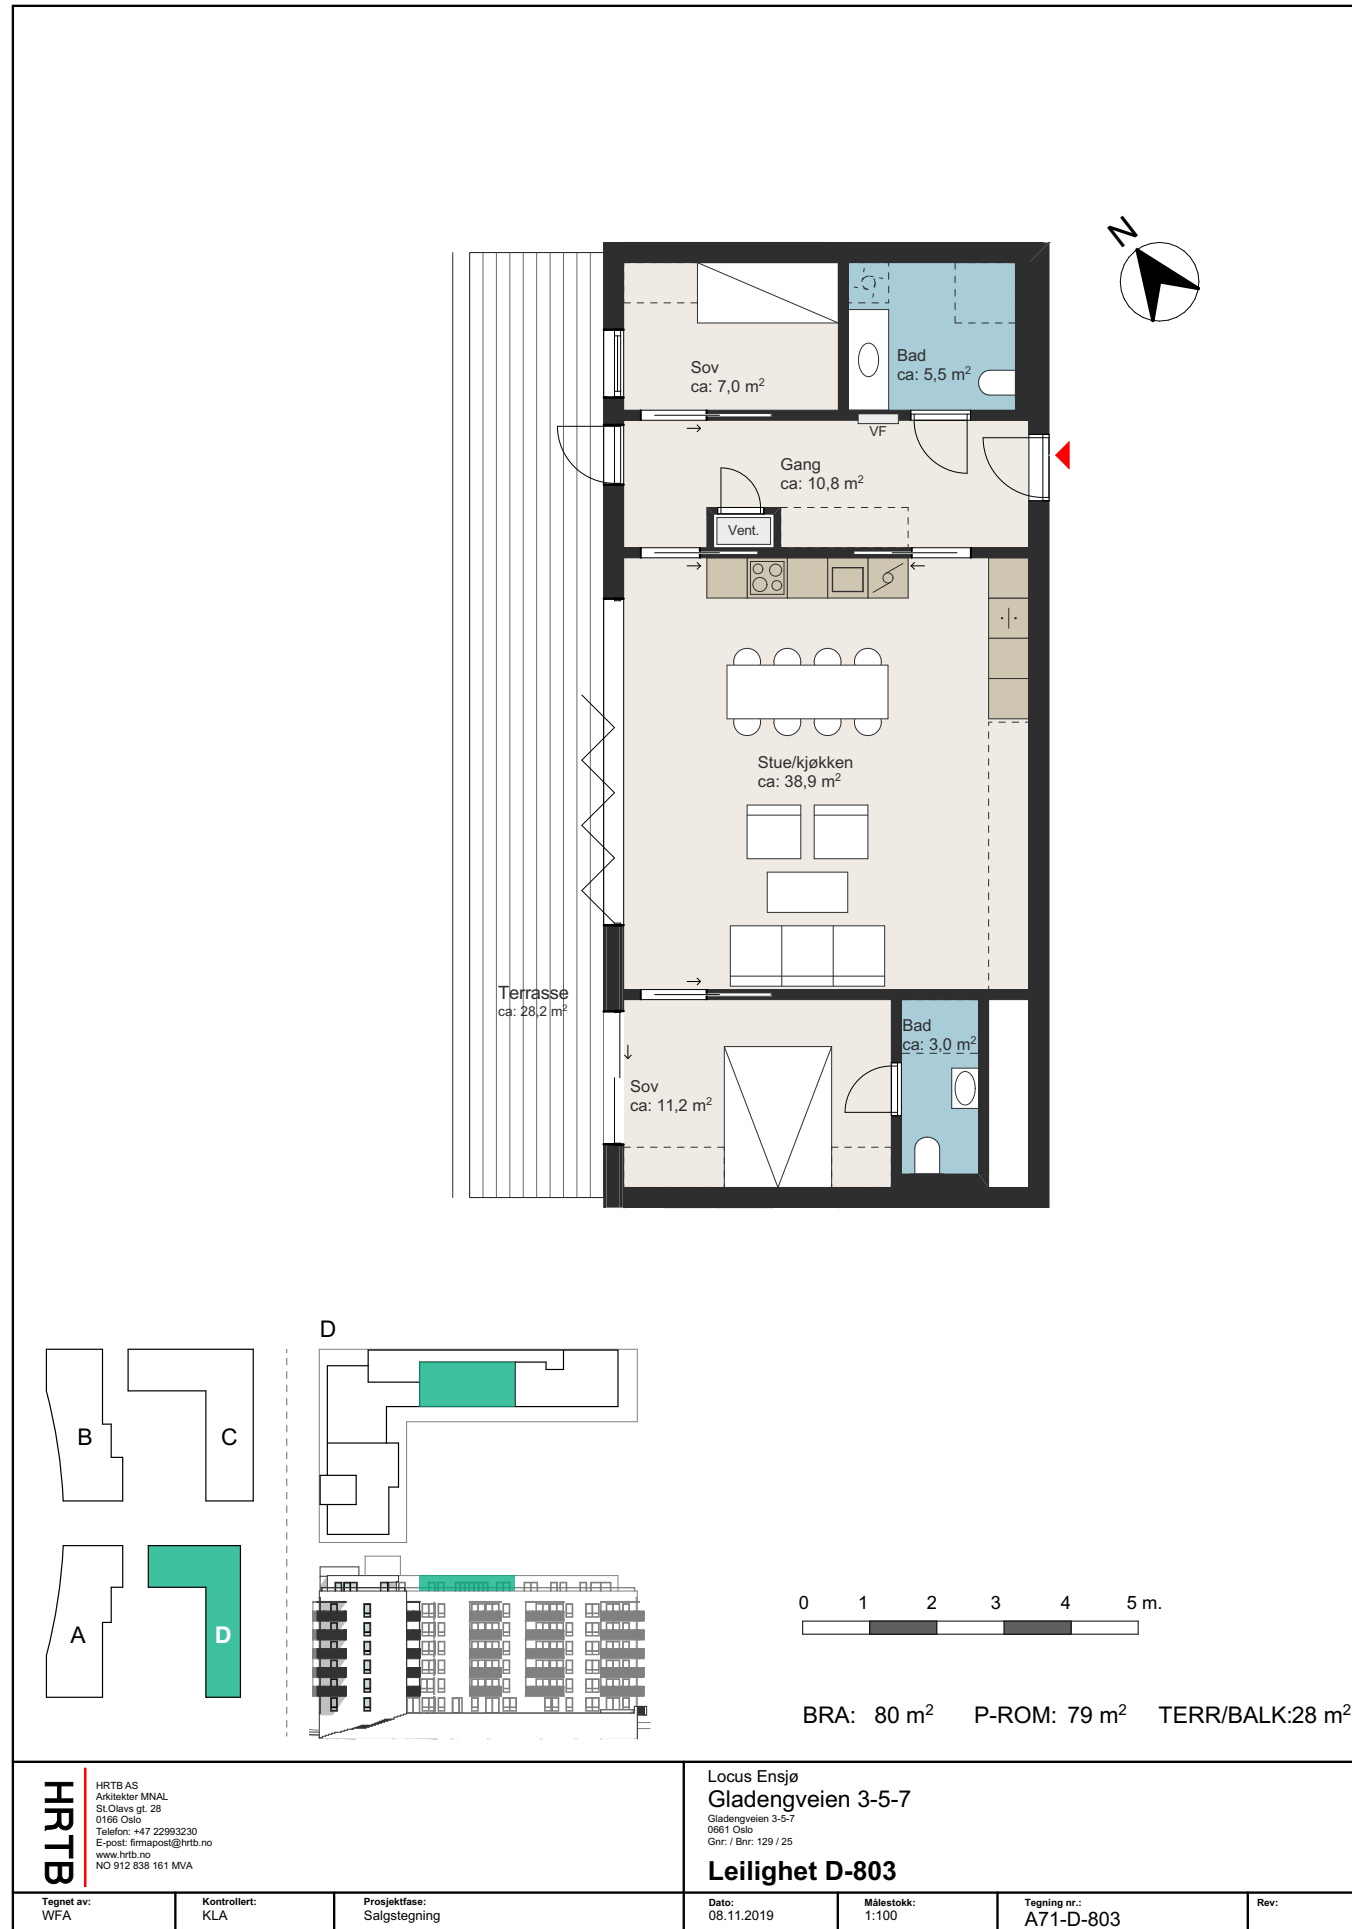 N
Sov
ca: 7,0 m²
Bad
ca: 5,5 m²
VF
Gang
ca: 10,8 m²
Vent.
Stue/kjøkken
ca: 38,9 m²
Terrasse
ca: 28,2 m²
Bad
ca: 3,0 m²
Sov
ca: 11,2 m²
D
B
C
A
D
0 1 2 3 4 5 m.
BRA: 80 m² P-ROM: 79 m² TERR/BALK:28 m²
HRTB
HRTB AS
Arkitekter MNAL
St.Olavs gt. 28
0166 Oslo
Telefon: +47 22993230
E-post: firmapost@hrtb.no
www.hrtb.no
NO 912 838 161 MVA
Locus Ensjø
Gladengveien 3-5-7
Gladengveien 3-5-7
0661 Oslo
Gnr: / Bnr: 129 / 25
Leilighet D-803
Tegnet av:
WFA
Kontrollert:
KLA
Prosjektfase:
Salgstegning
Dato:
08.11.2019
Målestokk:
1:100
Tegning nr.:
A71-D-803
Rev: